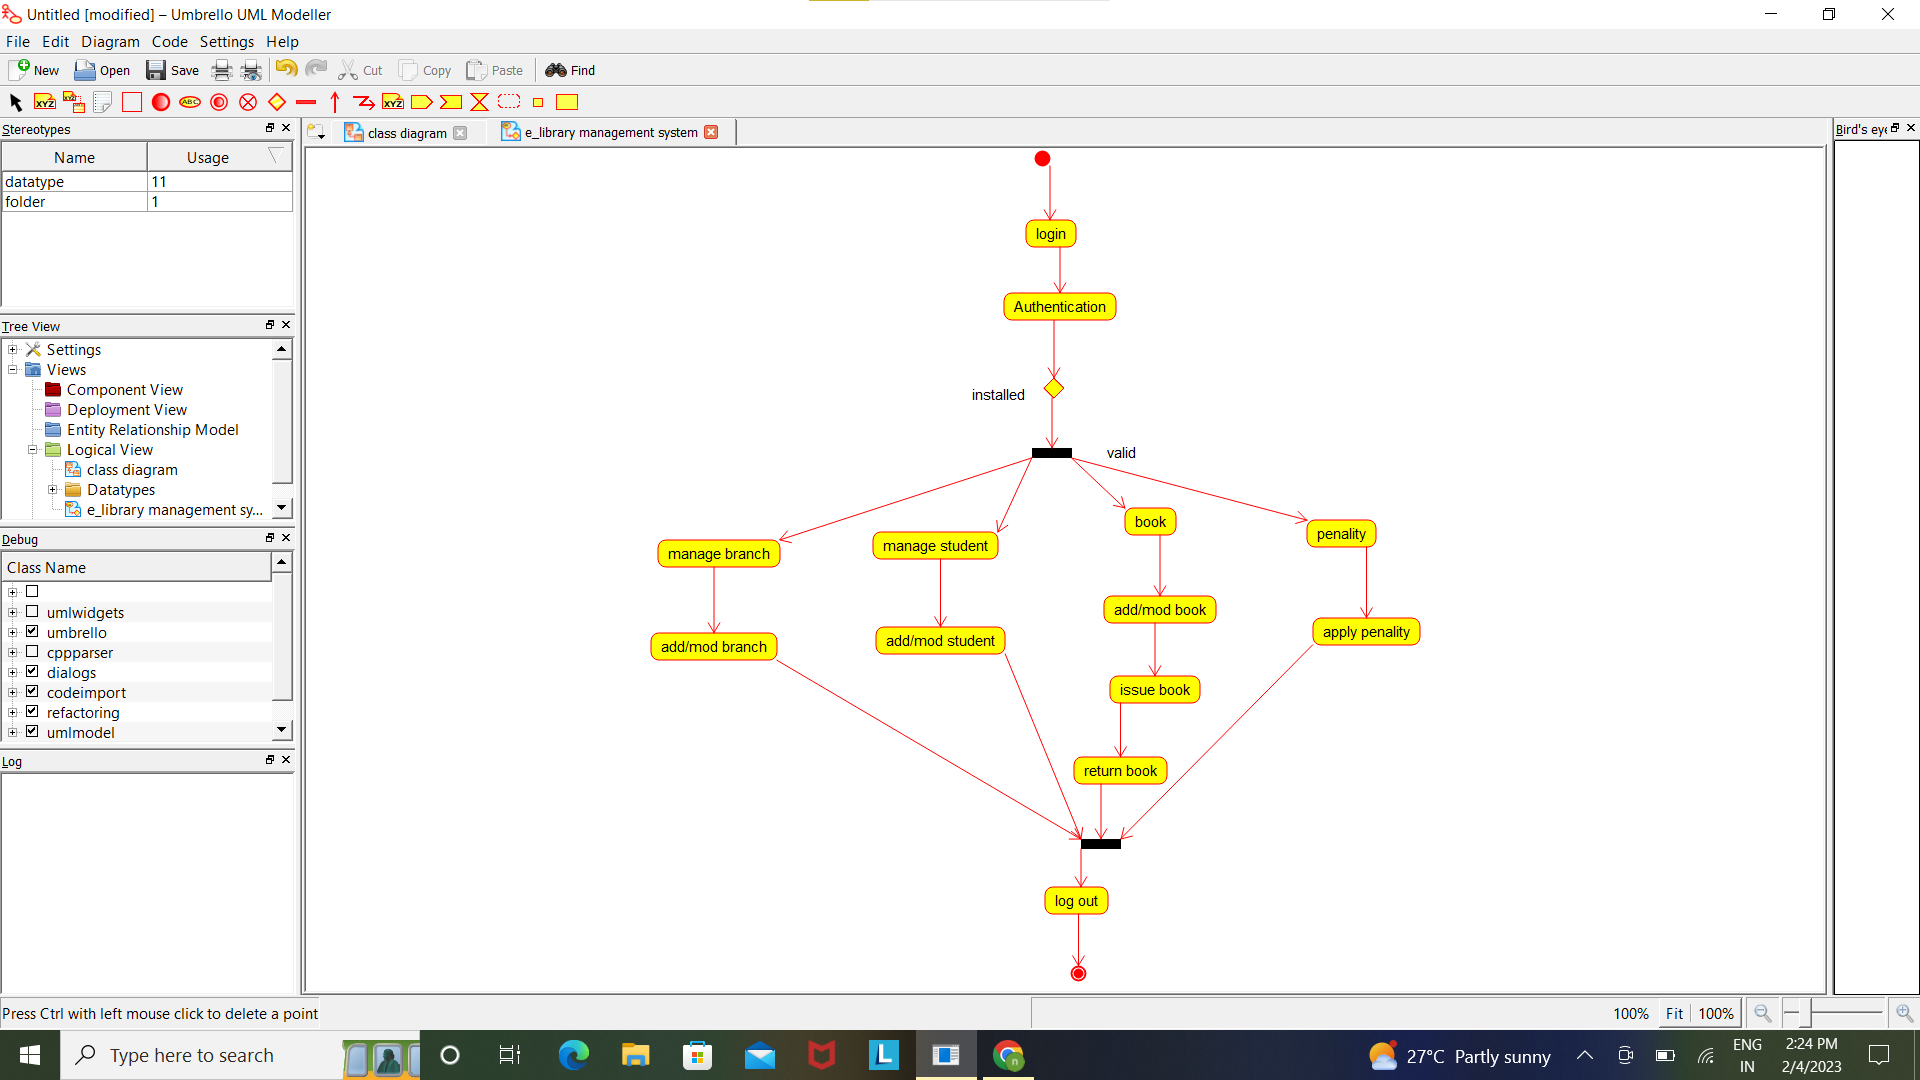 Untitled [modified] – Umbrello UML Modeller
File Edit Diagram Code Settings Help
New Open Save Cut Copy Paste Find
XYZ ABC XYZ
Stereotypes
Name Usage
datatype 11
folder 1
Tree View
Settings
Views
Component View
Deployment View
Entity Relationship Model
Logical View
class diagram
Datatypes
e_library management sy...
Debug
Class Name
umlwidgets
umbrello
cppparser
dialogs
codeimport
refactoring
umlmodel
Log
class diagram e_library management system
Bird's eye
login
Authentication
installed
valid
book
penality
manage student
manage branch
add/mod book
apply penality
add/mod student
add/mod branch
issue book
return book
log out
Press Ctrl with left mouse click to delete a point
100% Fit 100%
Type here to search
L
27°C Partly sunny
ENG
IN
2:24 PM
2/4/2023